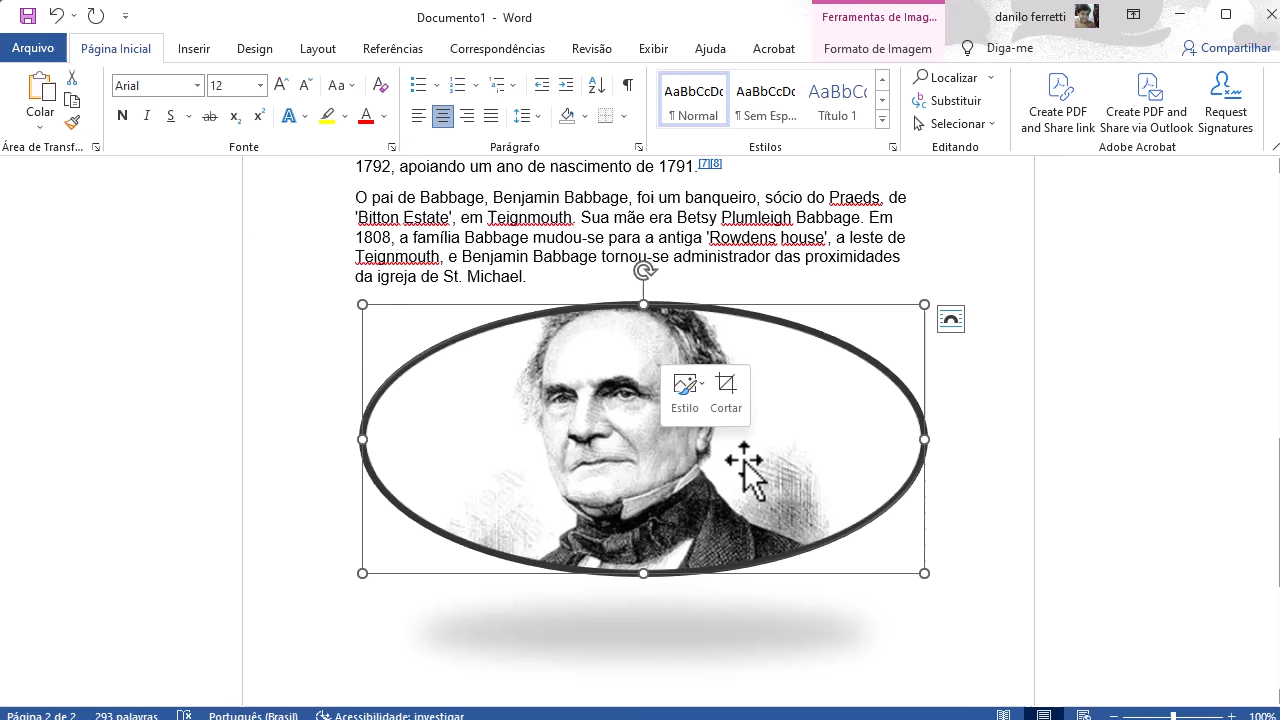 Documento1 - Word
Ferramentas de Imag...
danilo ferretti
Arquivo
Página Inicial
Inserir
Design
Layout
Referências
Correspondências
Revisão
Exibir
Ajuda
Acrobat
Formato de Imagem
Diga-me
Compartilhar
Colar
Arial
12
N I S ab x₂ x²
Aa
AaBbCcDc
AaBbCcDc
AaBbCc
¶ Normal
¶ Sem Esp...
Título 1
Localizar
Substituir
Selecionar
Create PDF
and Share link
Create PDF and
Share via Outlook
Request
Signatures
Área de Transf...
Fonte
Parágrafo
Estilos
Editando
Adobe Acrobat
1792, apoiando um ano de nascimento de 1791.[7][8]
O pai de Babbage, Benjamin Babbage, foi um banqueiro, sócio do Praeds, de
'Bitton Estate', em Teignmouth. Sua mãe era Betsy Plumleigh Babbage. Em
1808, a família Babbage mudou-se para a antiga 'Rowdens house', a leste de
Teignmouth, e Benjamin Babbage tornou-se administrador das proximidades
da igreja de St. Michael.
Estilo
Cortar
Página 2 de 2
293 palavras
Português (Brasil)
Acessibilidade: investigar
100%